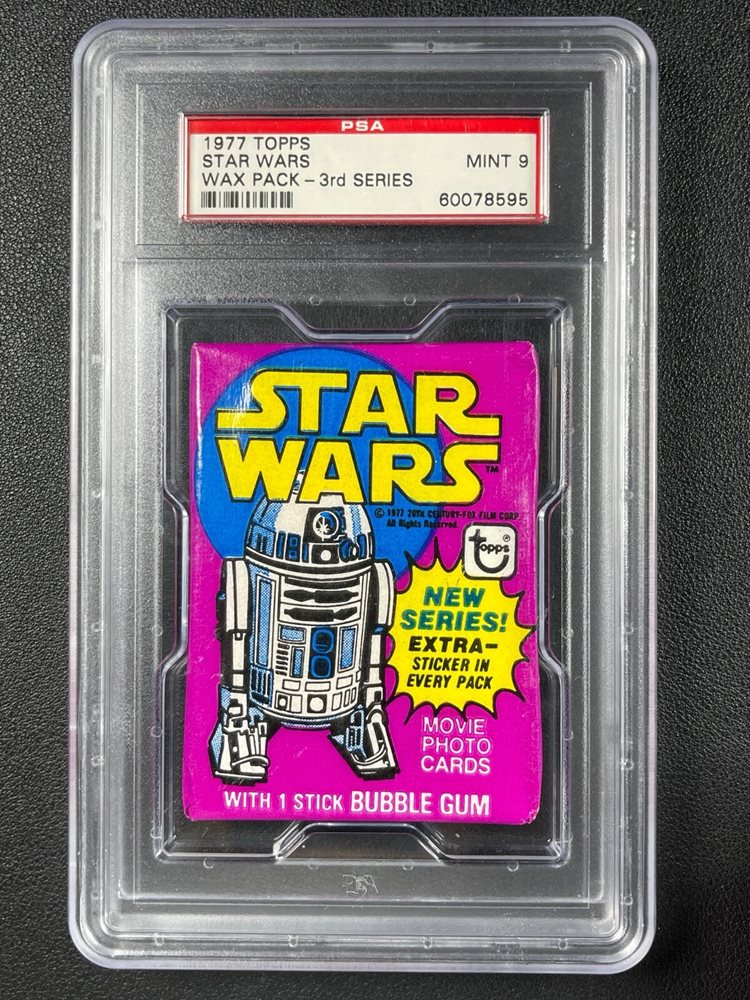 PSA
1977 TOPPS
STAR WARS MINT 9
WAX PACK – 3rd SERIES
60078595
STAR
WARS™
© 1977 20TH CENTURY-FOX FILM CORP.
All Rights Reserved.
topps®
NEW
SERIES!
EXTRA–
STICKER IN
EVERY PACK
MOVIE
PHOTO
CARDS
WITH 1 STICK BUBBLE GUM
PSA